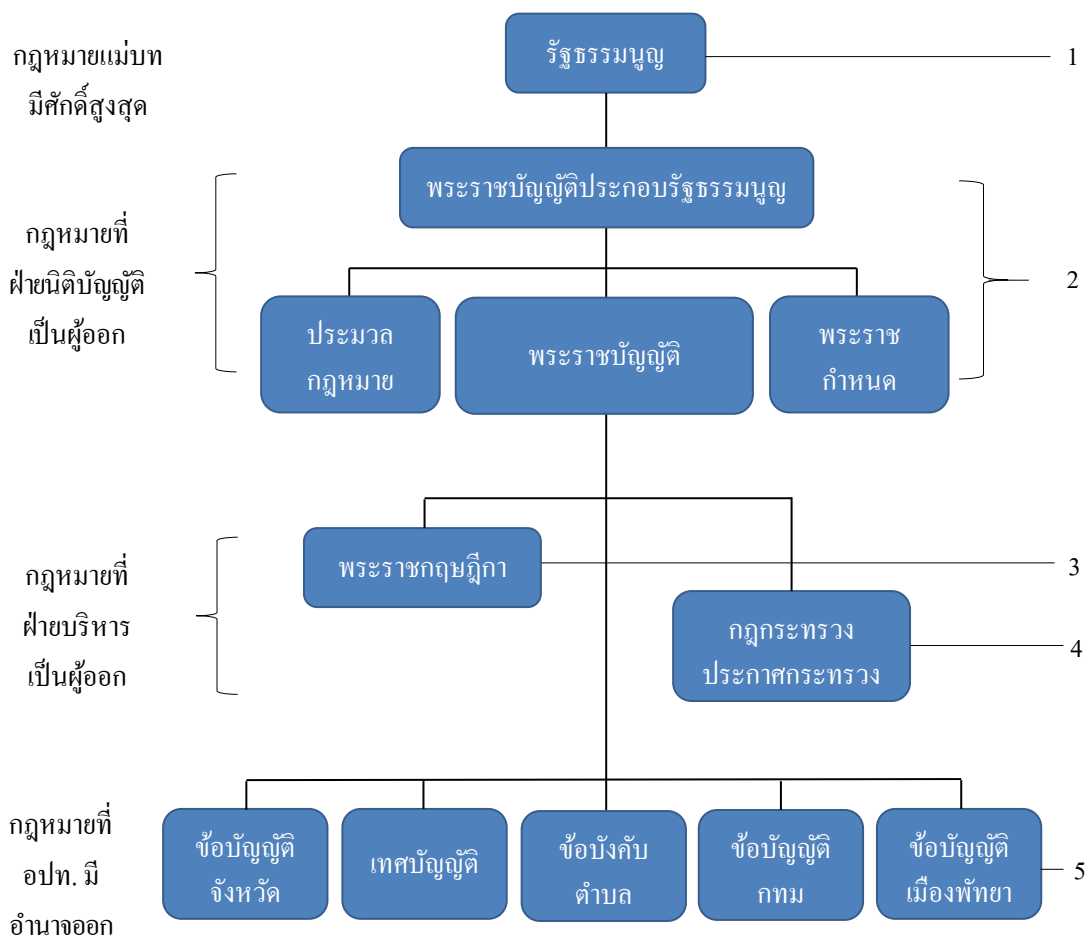 กฎหมายแม่บท
มีศักดิ์สูงสุด
รัฐธรรมนูญ
1
พระราชบัญญัติประกอบรัฐธรรมนูญ
กฎหมายที่
ฝ่ายนิติบัญญัติ
เป็นผู้ออก
2
ประมวล
กฎหมาย
พระราชบัญญัติ
พระราช
กำหนด
กฎหมายที่
ฝ่ายบริหาร
เป็นผู้ออก
พระราชกฤษฎีกา
3
กฎกระทรวง
ประกาศกระทรวง
4
กฎหมายที่
อปท. มี
อำนาจออก
ข้อบัญญัติ
จังหวัด
เทศบัญญัติ
ข้อบังคับ
ตำบล
ข้อบัญญัติ
กทม
ข้อบัญญัติ
เมืองพัทยา
5